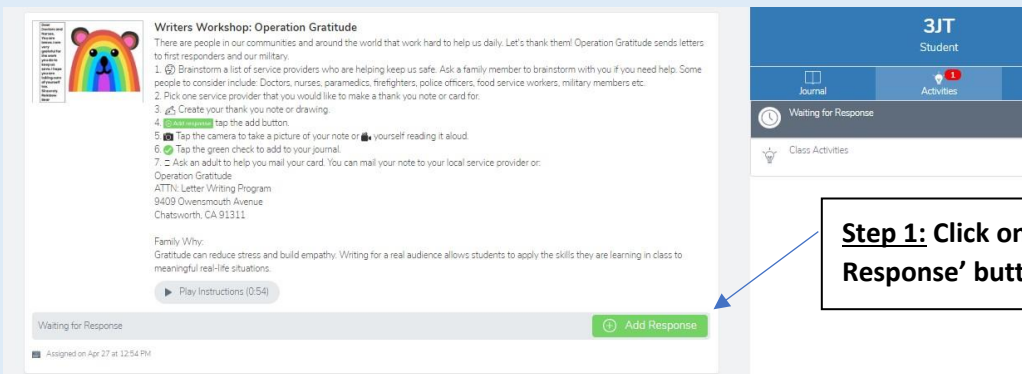 Writers Workshop: Operation Gratitude
There are people in our communities and around the world that work hard to help us daily. Let's thank them! Operation Gratitude sends letters
to first responders and our military.
1. Brainstorm a list of service providers who are helping keep us safe. Ask a family member to brainstorm with you if you need help. Some
people to consider include: Doctors, nurses, paramedics, firefighters, police officers, food service workers, military members etc.
2. Pick one service provider that you would like to make a thank you note or card for.
3. Create your thank you note or drawing.
4. Add response tap the add button.
5. Tap the camera to take a picture of your note or yourself reading it aloud.
6. Tap the green check to add to your journal.
7. Ask an adult to help you mail your card. You can mail your note to your local service provider or:
Operation Gratitude
ATTN: Letter Writing Program
9409 Owensmouth Avenue
Chatsworth, CA 91311
Family Why:
Gratitude can reduce stress and build empathy. Writing for a real audience allows students to apply the skills they are learning in class to
meaningful real-life situations.
Play Instructions (0:54)
Waiting for Response
Add Response
Assigned on Apr 27 at 12:54 PM
3JT
Student
Journal
1
Activities
Waiting for Response
Class Activities
Step 1: Click on
Response' butt